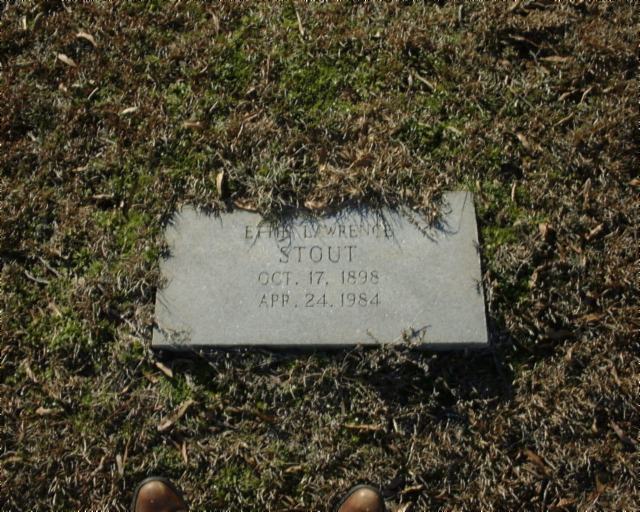 LAWRENCE
STOUT
OCT. 17, 1898
APR. 24, 1984